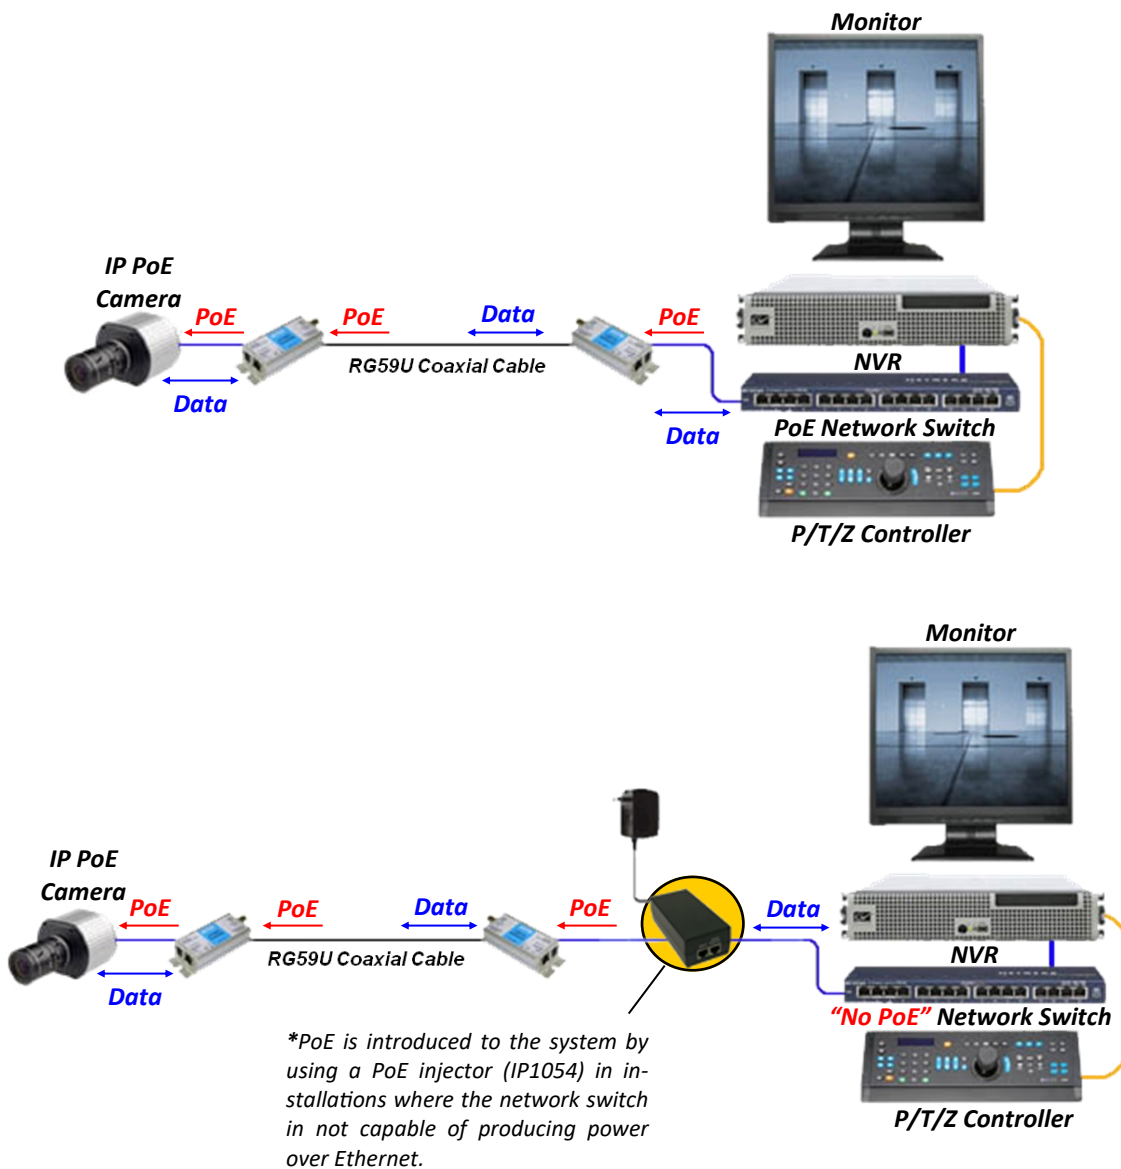 Monitor
IP PoE
Camera
PoE
PoE
Data
PoE
RG59U Coaxial Cable
NVR
Data
Data
PoE Network Switch
P/T/Z Controller
Monitor
IP PoE
Camera
PoE
PoE
Data
PoE
Data
RG59U Coaxial Cable
NVR
Data
“No PoE” Network Switch
*PoE is introduced to the system by
using a PoE injector (IP1054) in in-
stallations where the network switch
in not capable of producing power
over Ethernet.
P/T/Z Controller